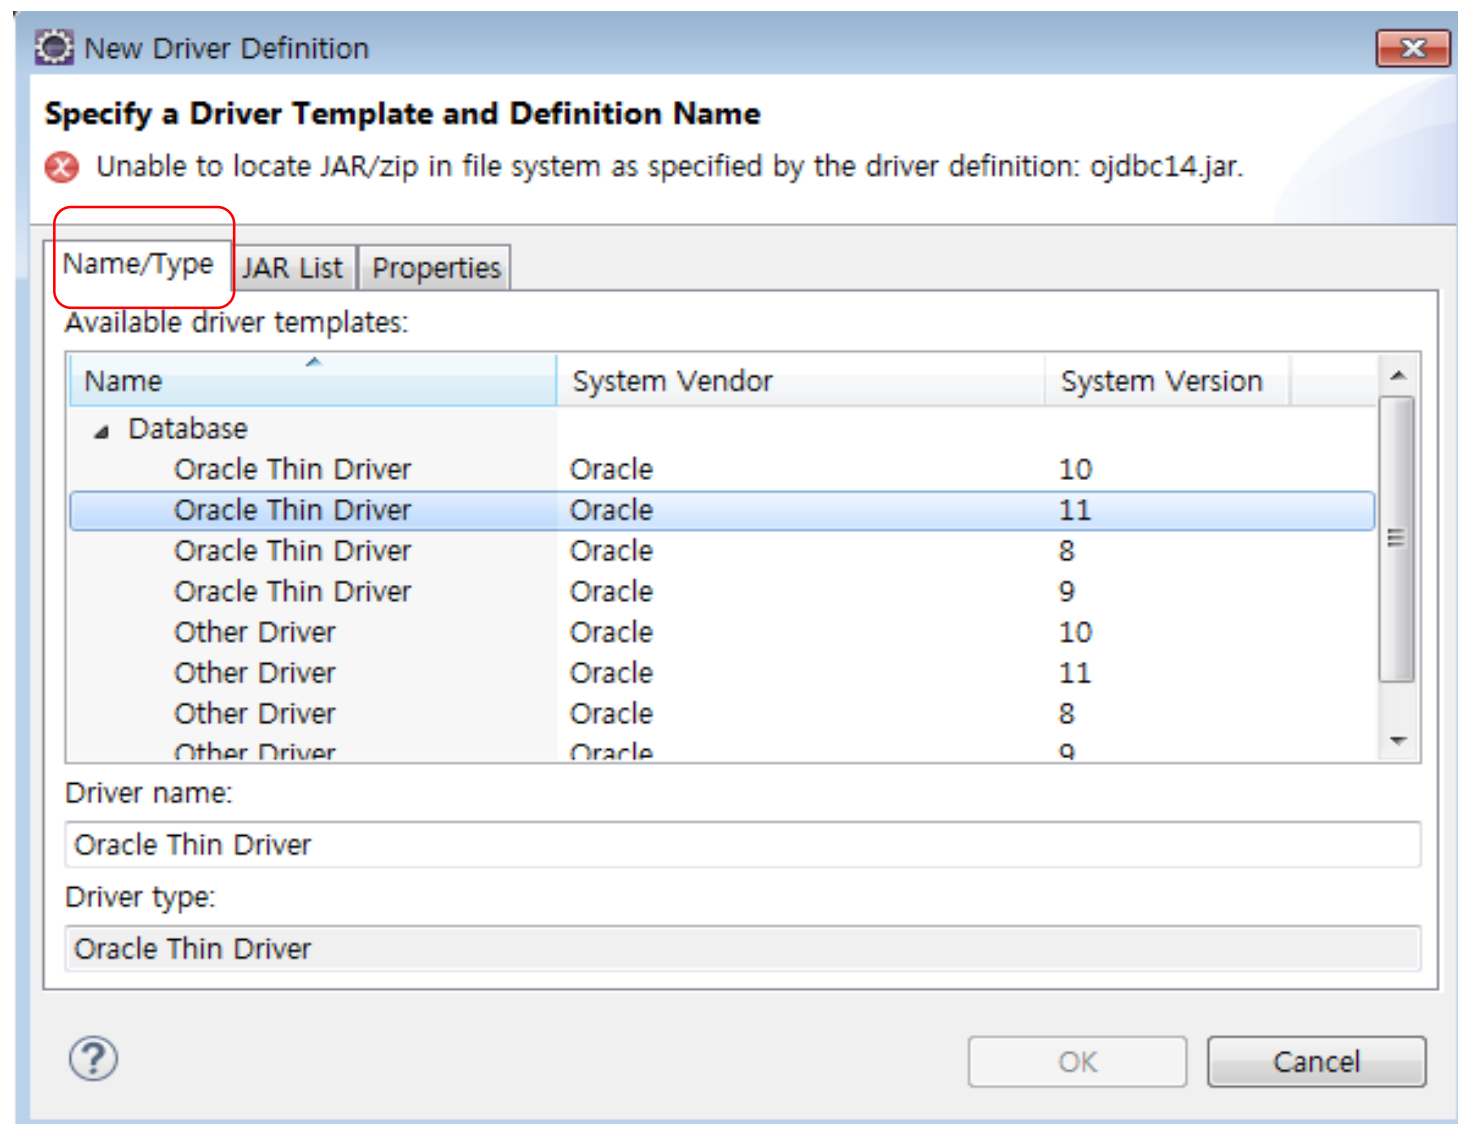 New Driver Definition
Specify a Driver Template and Definition Name
Unable to locate JAR/zip in file system as specified by the driver definition: ojdbc14.jar.
Name/Type JAR List Properties
Available driver templates:
Name System Vendor System Version
Database
Oracle Thin Driver Oracle 10
Oracle Thin Driver Oracle 11
Oracle Thin Driver Oracle 8
Oracle Thin Driver Oracle 9
Other Driver Oracle 10
Other Driver Oracle 11
Other Driver Oracle 8
Other Driver Oracle 9
Driver name:
Oracle Thin Driver
Driver type:
Oracle Thin Driver
? OK Cancel